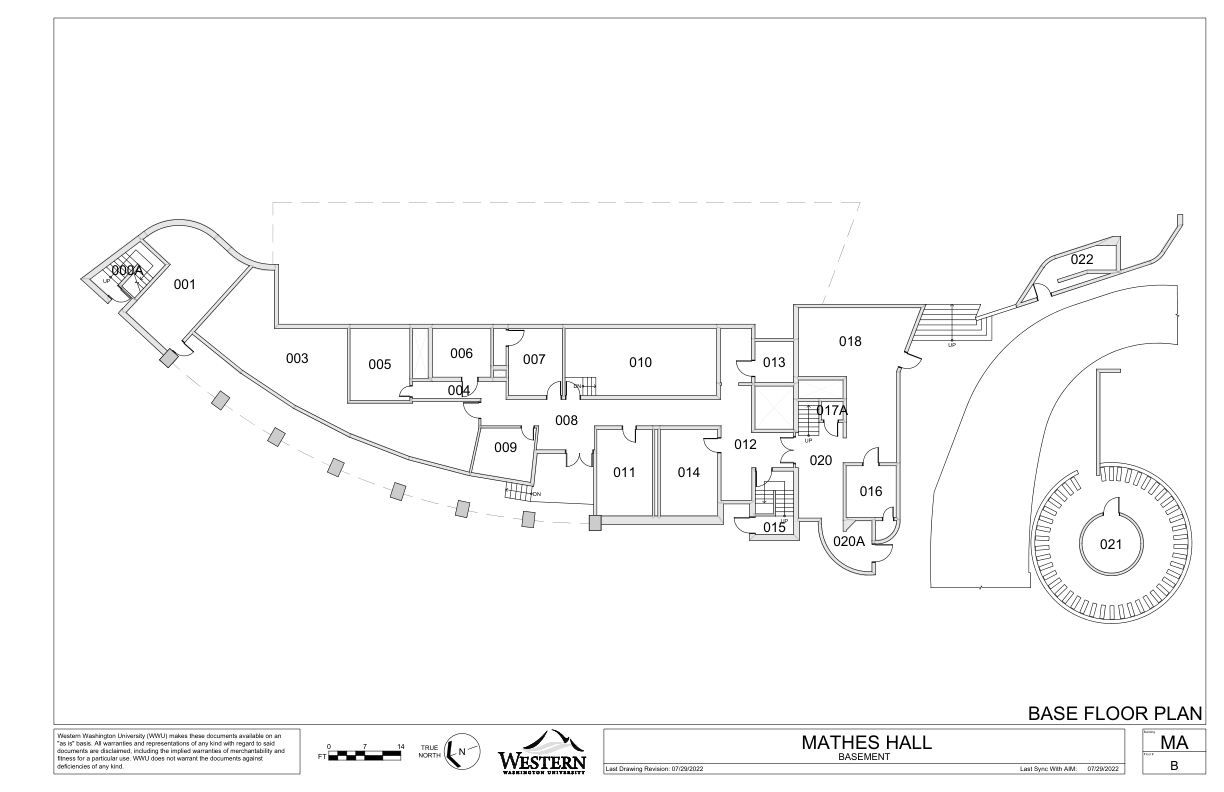 022
000A
UP
001
018
UP
003
006
007
010
013
005
004
DN
017A
008
UP
012
009
020
011
014
016
DN
UP
015
020A
021
BASE FLOOR PLAN
Western Washington University (WWU) makes these documents available on an
"as is" basis. All warranties and representations of any kind with regard to said
documents are disclaimed, including the implied warranties of merchantability and
fitness for a particular use. WWU does not warrant the documents against
deficiencies of any kind.
0 7 14
FT
TRUE
NORTH
N
WESTERN
WASHINGTON UNIVERSITY
MATHES HALL
BASEMENT
Last Drawing Revision: 07/29/2022
Last Sync With AIM: 07/29/2022
Building
MA
B